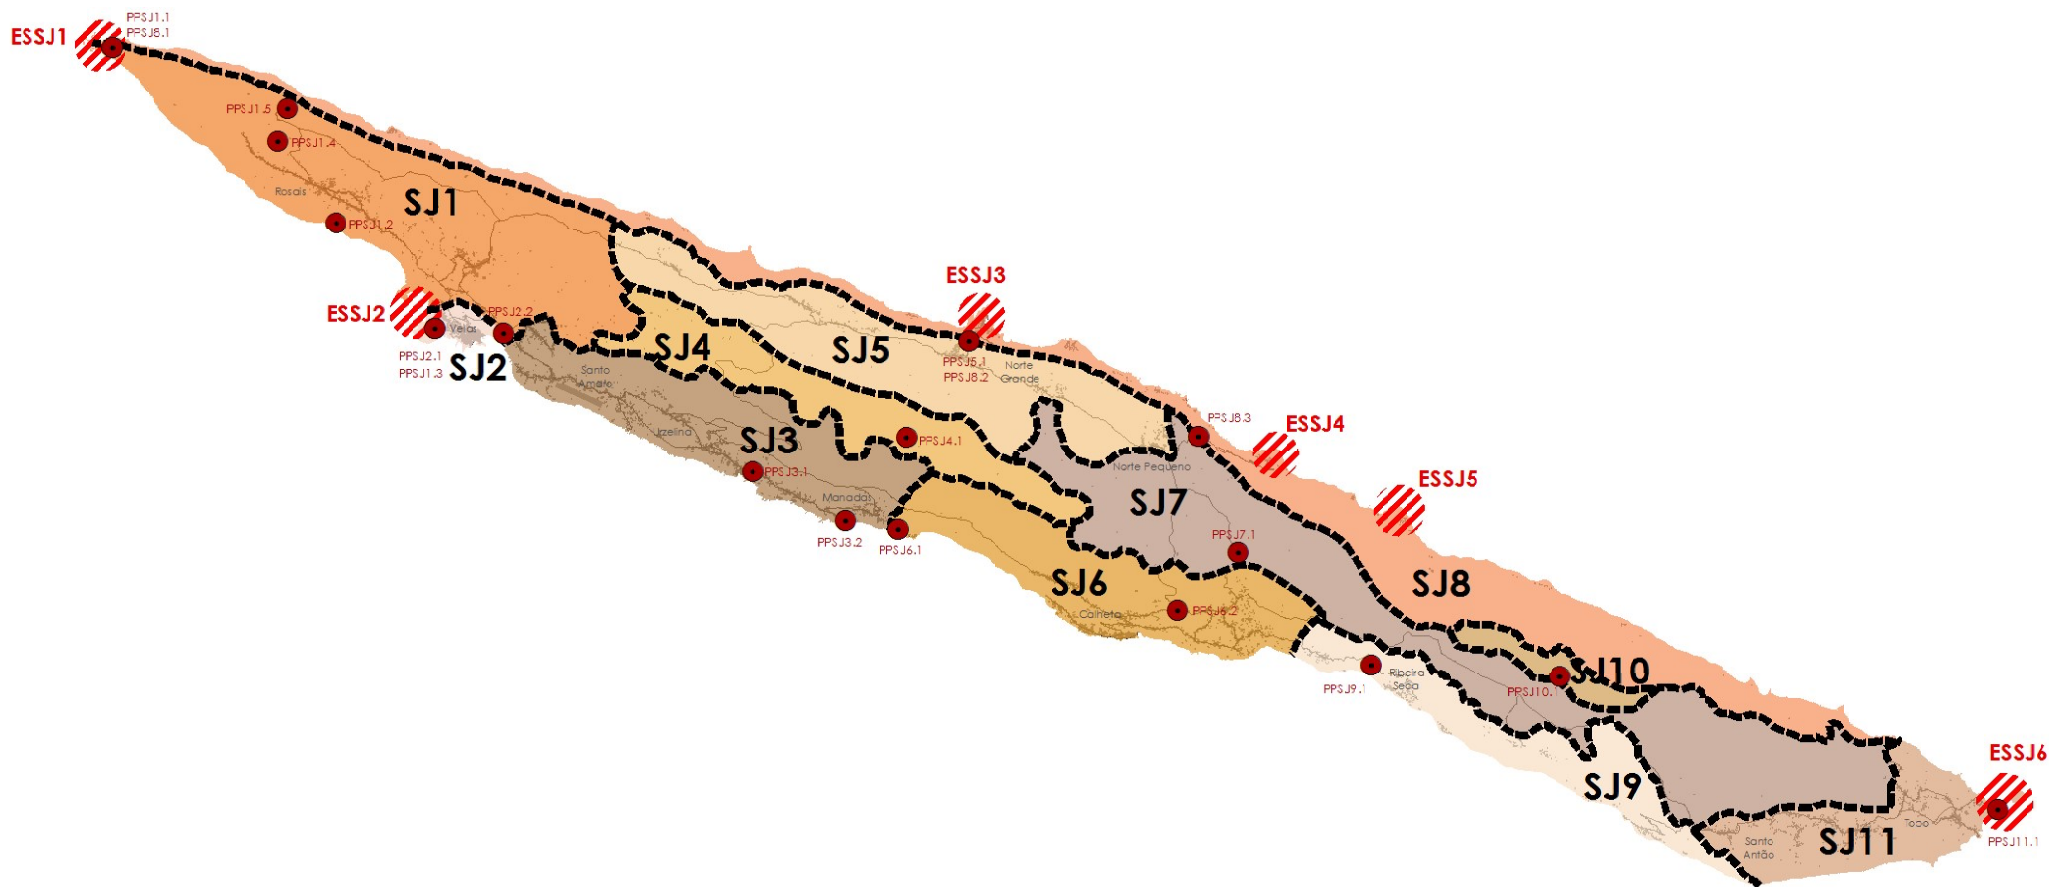 PPSJ1.1
PPSJ8.1
ESSJ1
PPSJ1.5
PPSJ1.4
Rosais
SJ1
PPSJ1.2
ESSJ3
ESSJ2
PPSJ2.2
Velas
PPSJ2.1
PPSJ1.3
SJ2
SJ4
SJ5
PPSJ5.1
PPSJ8.2
Norte
Grande
Santo
Amaro
PPSJ8.3
ESSJ4
SJ3
Urzelina
PPSJ4.1
PPSJ3.1
Norte Pequeno
ESSJ5
Manadas
SJ7
PPSJ3.2
PPSJ6.1
PPSJ7.1
SJ6
SJ8
Calheta
PPSJ6.2
SJ10
PPSJ9.1
Ribeira
Seca
PPSJ10.1
ESSJ6
SJ9
Topo
SJ11
Santo
Antão
PPSJ11.1